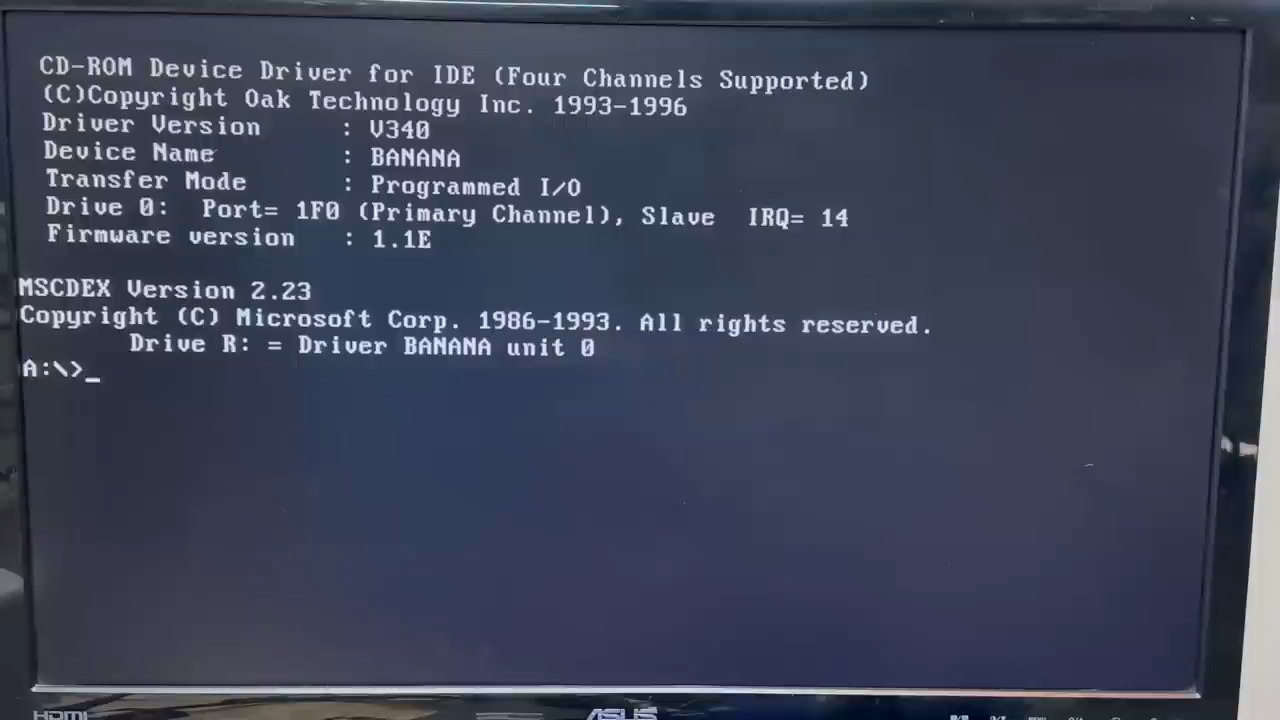 CD-ROM Device Driver for IDE (Four Channels Supported)
(C)Copyright Oak Technology Inc. 1993-1996
Driver Version : V340
Device Name : BANANA
Transfer Mode : Programmed I/O
Drive 0: Port= 1F0 (Primary Channel), Slave IRQ= 14
Firmware version : 1.1E
MSCDEX Version 2.23
Copyright (C) Microsoft Corp. 1986-1993. All rights reserved.
Drive R: = Driver BANANA unit 0
A:\>_
HDMI
ASUS